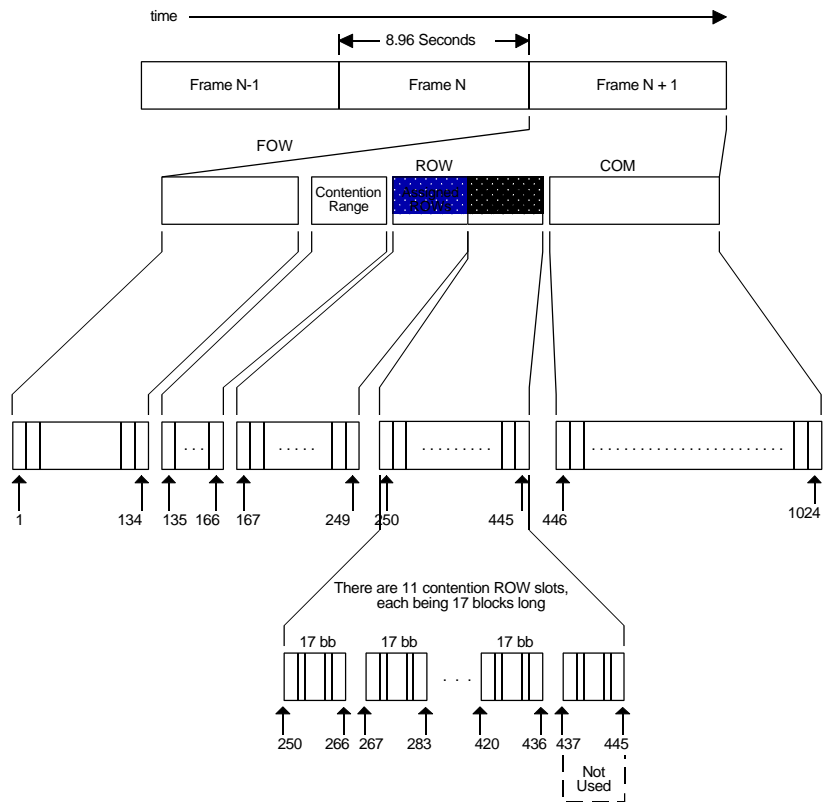 time
8.96 Seconds
Frame N-1
Frame N
Frame N + 1
FOW
ROW
COM
Contention
Range
. . .
. . . . .
. . . . . . . . .
. . . . . . . . . . . . . . . . . . . . . . .
1
134
135
166
167
249
250
445
446
1024
There are 11 contention ROW slots,
each being 17 blocks long
17 bb
17 bb
17 bb
. . .
250
266
267
283
420
436
437
445
Not
Used